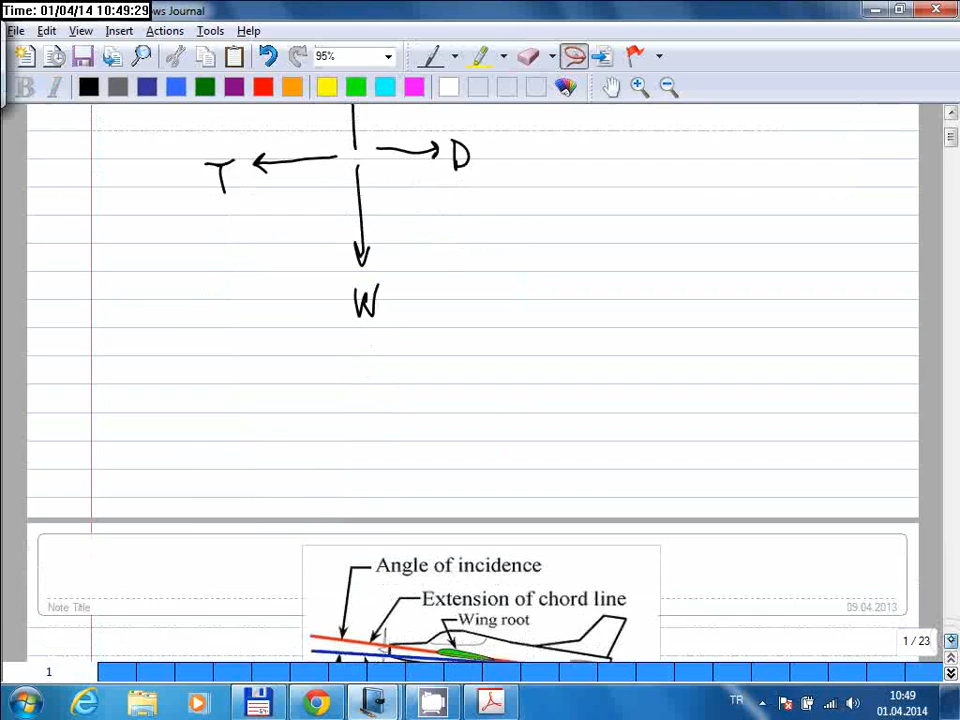 Time: 01/04/14 10:49:29
ws Journal
File Edit View Insert Actions Tools Help
95%
B I
T
D
W
Angle of incidence
Extension of chord line
Wing root
Note Title
09.04.2013
1 / 23
1
TR
10:49
01.04.2014